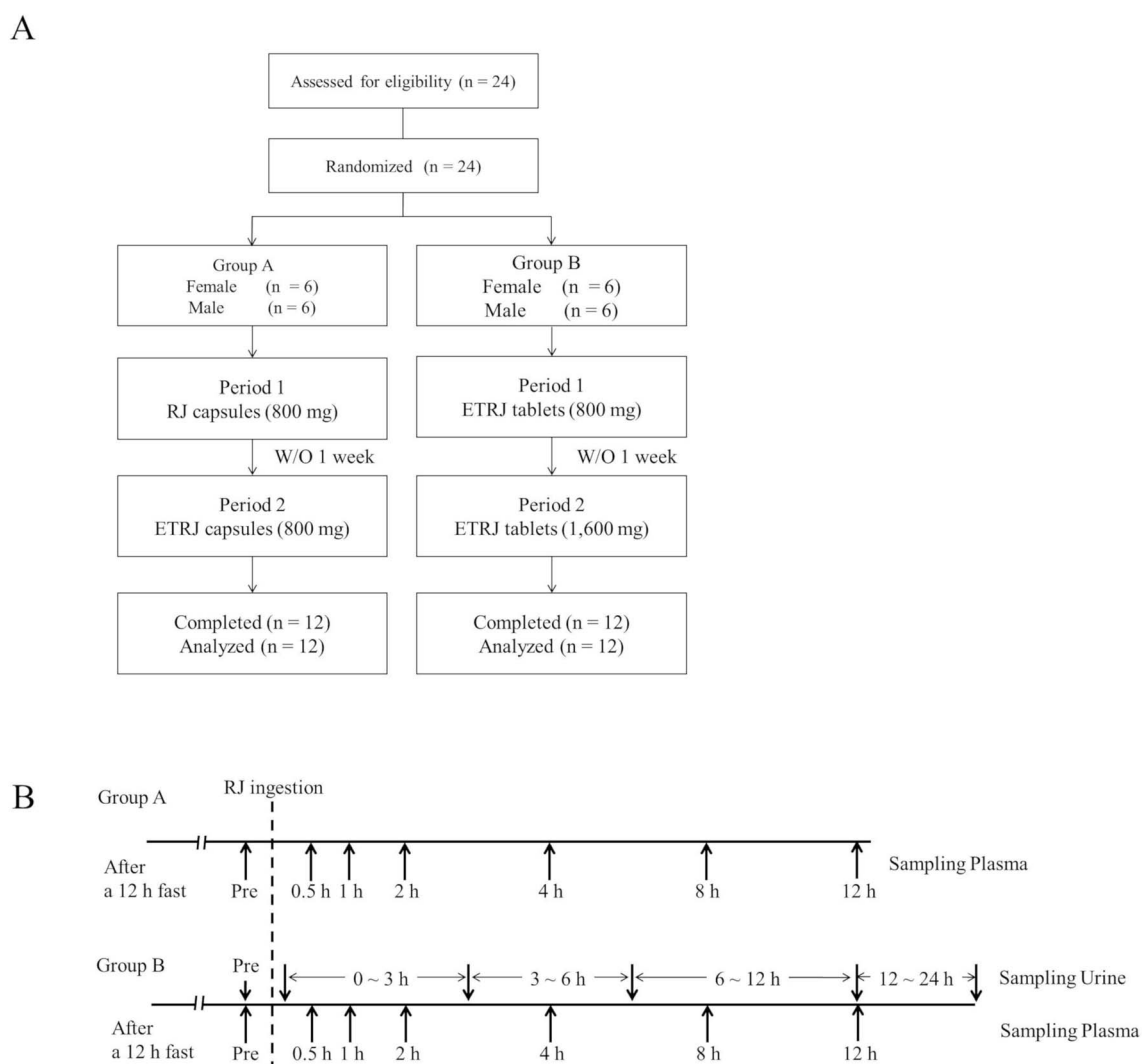 A
Assessed for eligibility (n = 24)
Randomized (n = 24)
Group A
Female (n = 6)
Male (n = 6)
Group B
Female (n = 6)
Male (n = 6)
Period 1
RJ capsules (800 mg)
Period 1
ETRJ tablets (800 mg)
W/O 1 week
W/O 1 week
Period 2
ETRJ capsules (800 mg)
Period 2
ETRJ tablets (1,600 mg)
Completed (n = 12)
Analyzed (n = 12)
Completed (n = 12)
Analyzed (n = 12)
B
Group A
RJ ingestion
After
a 12 h fast
Pre
0.5 h
1 h
2 h
4 h
8 h
12 h
Sampling Plasma
Group B
Pre
0 ~ 3 h
3 ~ 6 h
6 ~ 12 h
12 ~ 24 h
Sampling Urine
After
a 12 h fast
Pre
0.5 h
1 h
2 h
4 h
8 h
12 h
Sampling Plasma